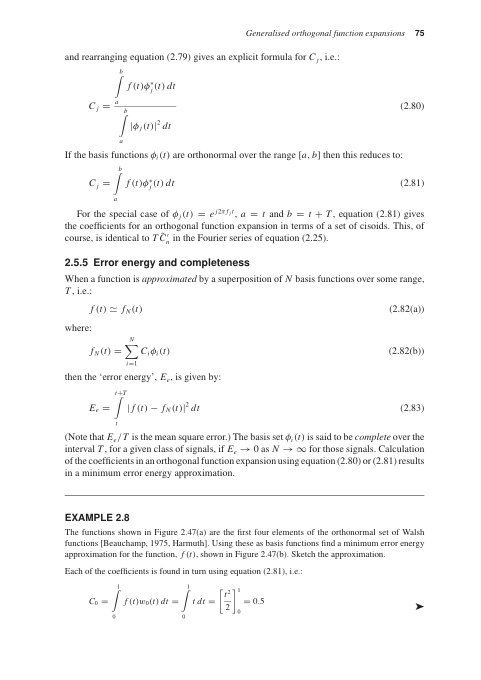 Generalised orthogonal function expansions 75
and rearranging equation (2.79) gives an explicit formula for C_j, i.e.:
C_j = \frac{\int_a^b f(t)\phi_j^*(t) dt}{\int_a^b |\phi_j(t)|^2 dt} (2.80)
If the basis functions ϕ_i(t) are orthonormal over the range [a, b] then this reduces to:
C_j = \int_a^b f(t)\phi_j^*(t) dt (2.81)
For the special case of ϕ_j(t) = e^{j2πf_jt}, a = t and b = t + T, equation (2.81) gives
the coefficients for an orthogonal function expansion in terms of a set of cisoids. This, of
course, is identical to T\tilde{C}'_n in the Fourier series of equation (2.25).
2.5.5 Error energy and completeness
When a function is approximated by a superposition of N basis functions over some range,
T, i.e.:
f(t) ≃ f_N(t) (2.82(a))
where:
f_N(t) = \sum_{i=1}^N C_i\phi_i(t) (2.82(b))
then the ‘error energy’, E_e, is given by:
E_e = \int_t^{t+T} |f(t) − f_N(t)|^2 dt (2.83)
(Note that E_e/T is the mean square error.) The basis set ϕ_i(t) is said to be complete over the
interval T, for a given class of signals, if E_e → 0 as N → ∞ for those signals. Calculation
of the coefficients in an orthogonal function expansion using equation (2.80) or (2.81) results
in a minimum error energy approximation.
EXAMPLE 2.8
The functions shown in Figure 2.47(a) are the first four elements of the orthonormal set of Walsh
functions [Beauchamp, 1975, Harmuth]. Using these as basis functions find a minimum error energy
approximation for the function, f(t), shown in Figure 2.47(b). Sketch the approximation.
Each of the coefficients is found in turn using equation (2.81), i.e.:
C_0 = \int_0^1 f(t)w_0(t) dt = \int_0^1 t dt = \left[\frac{t^2}{2}\right]_0^1 = 0.5 ➤